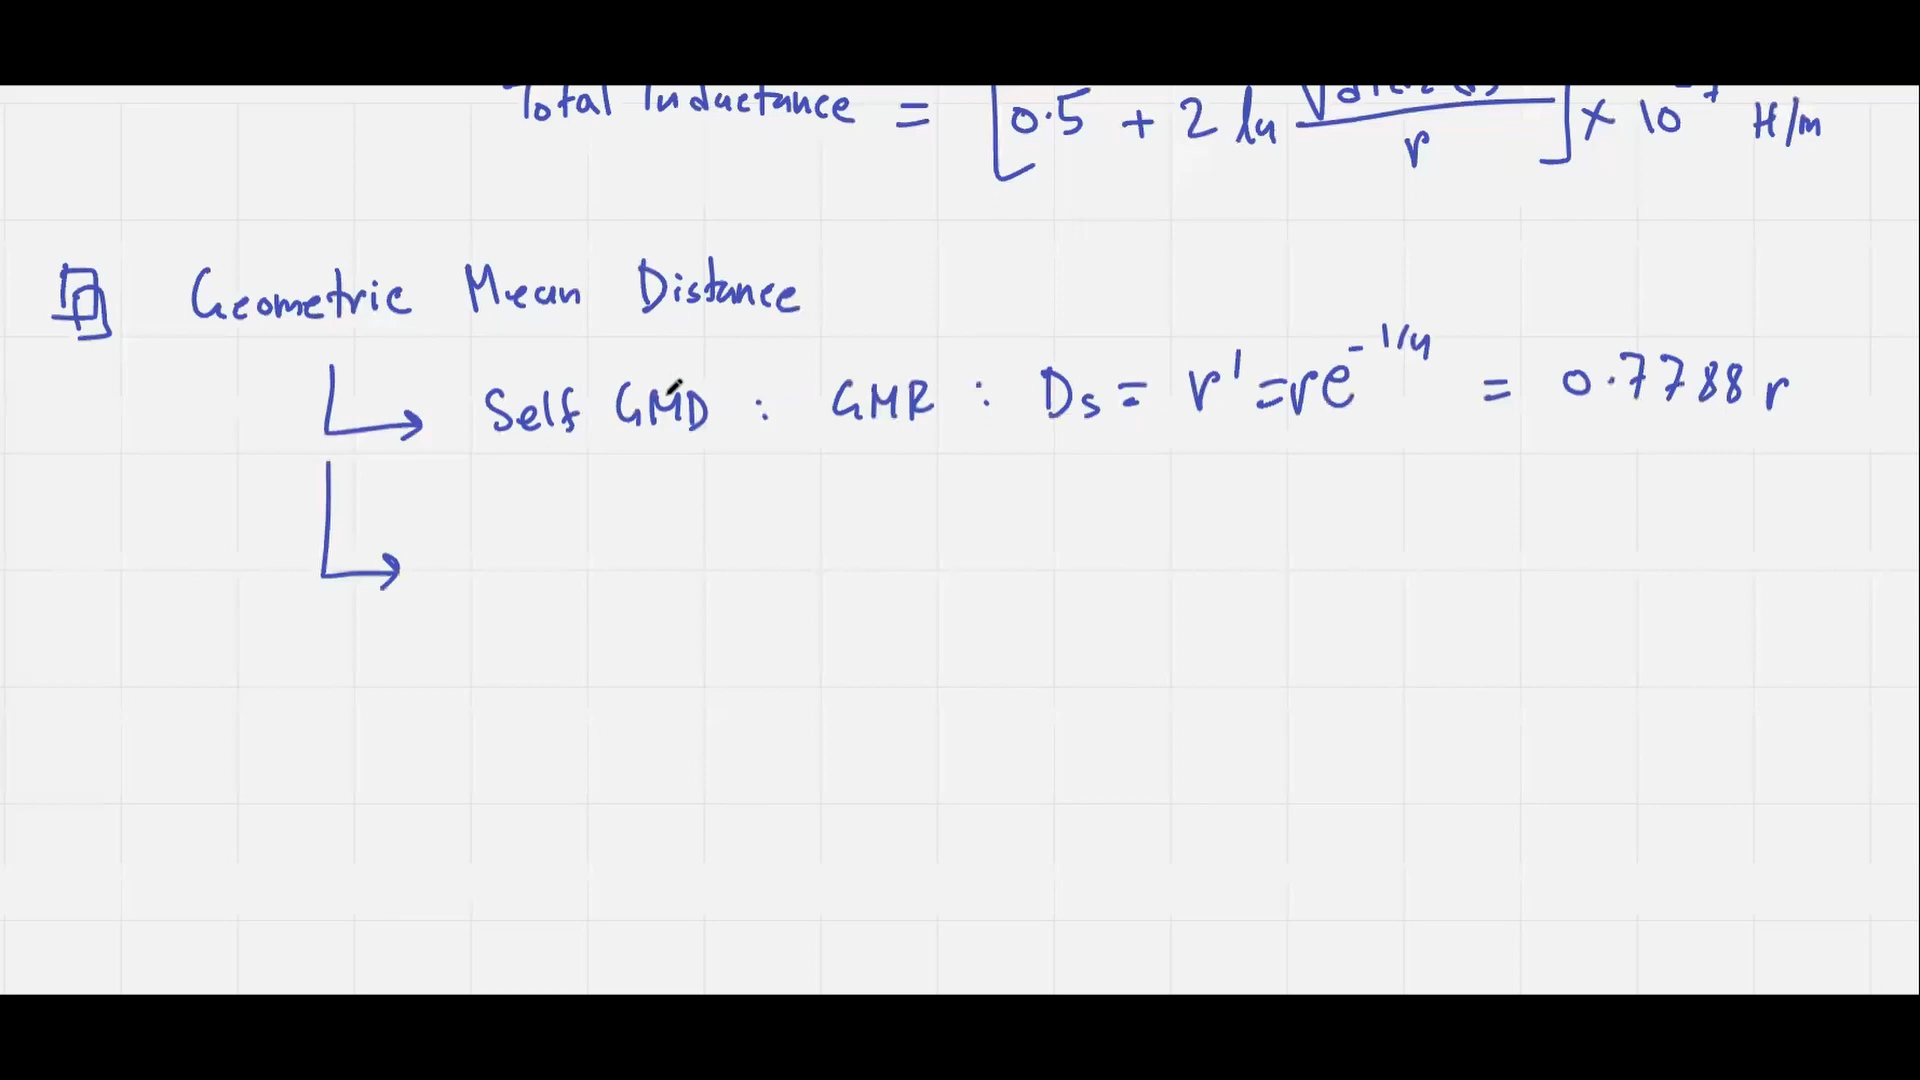 Total Inductance = [0.5 + 2 ln √ / r] × 10 H/m
Geometric Mean Distance
Self GMD : GMR : Ds = r' = re^-1/4 = 0.7788 r